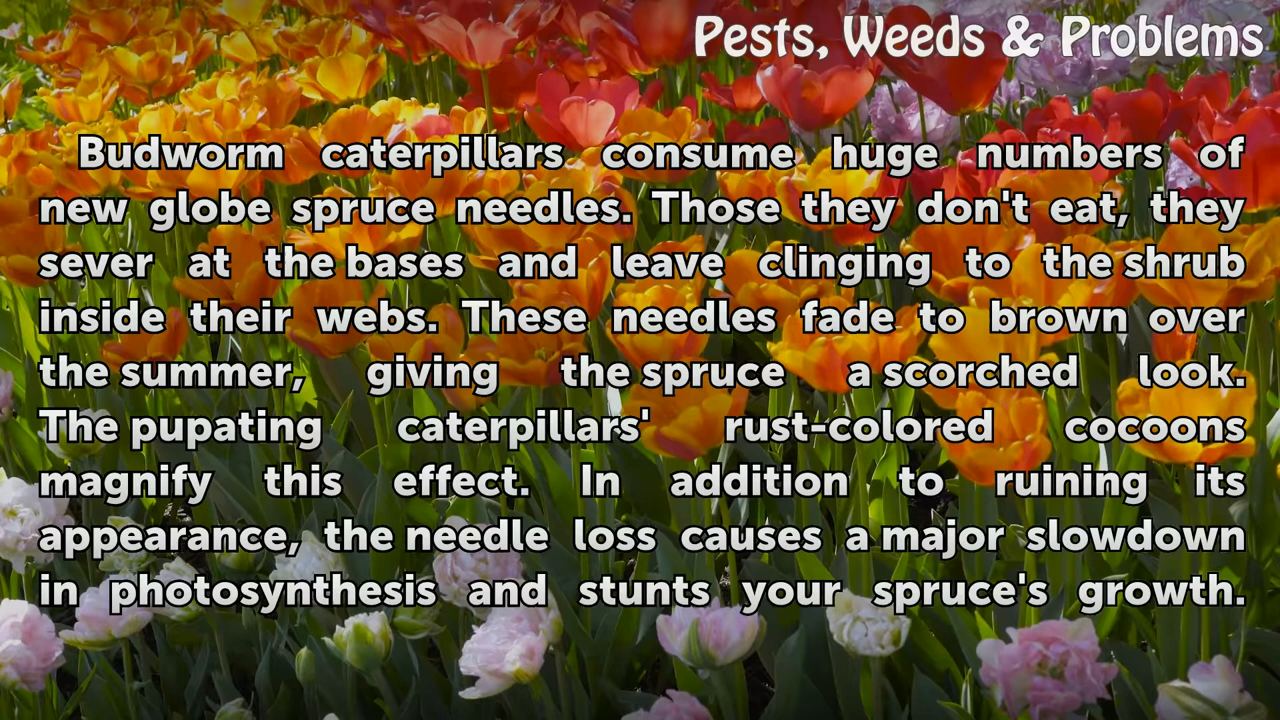 Pests, Weeds & Problems
Budworm caterpillars consume huge numbers of
new globe spruce needles. Those they don't eat, they
sever at the bases and leave clinging to the shrub
inside their webs. These needles fade to brown over
the summer, giving the spruce a scorched look.
The pupating caterpillars' rust-colored cocoons
magnify this effect. In addition to ruining its
appearance, the needle loss causes a major slowdown
in photosynthesis and stunts your spruce's growth.